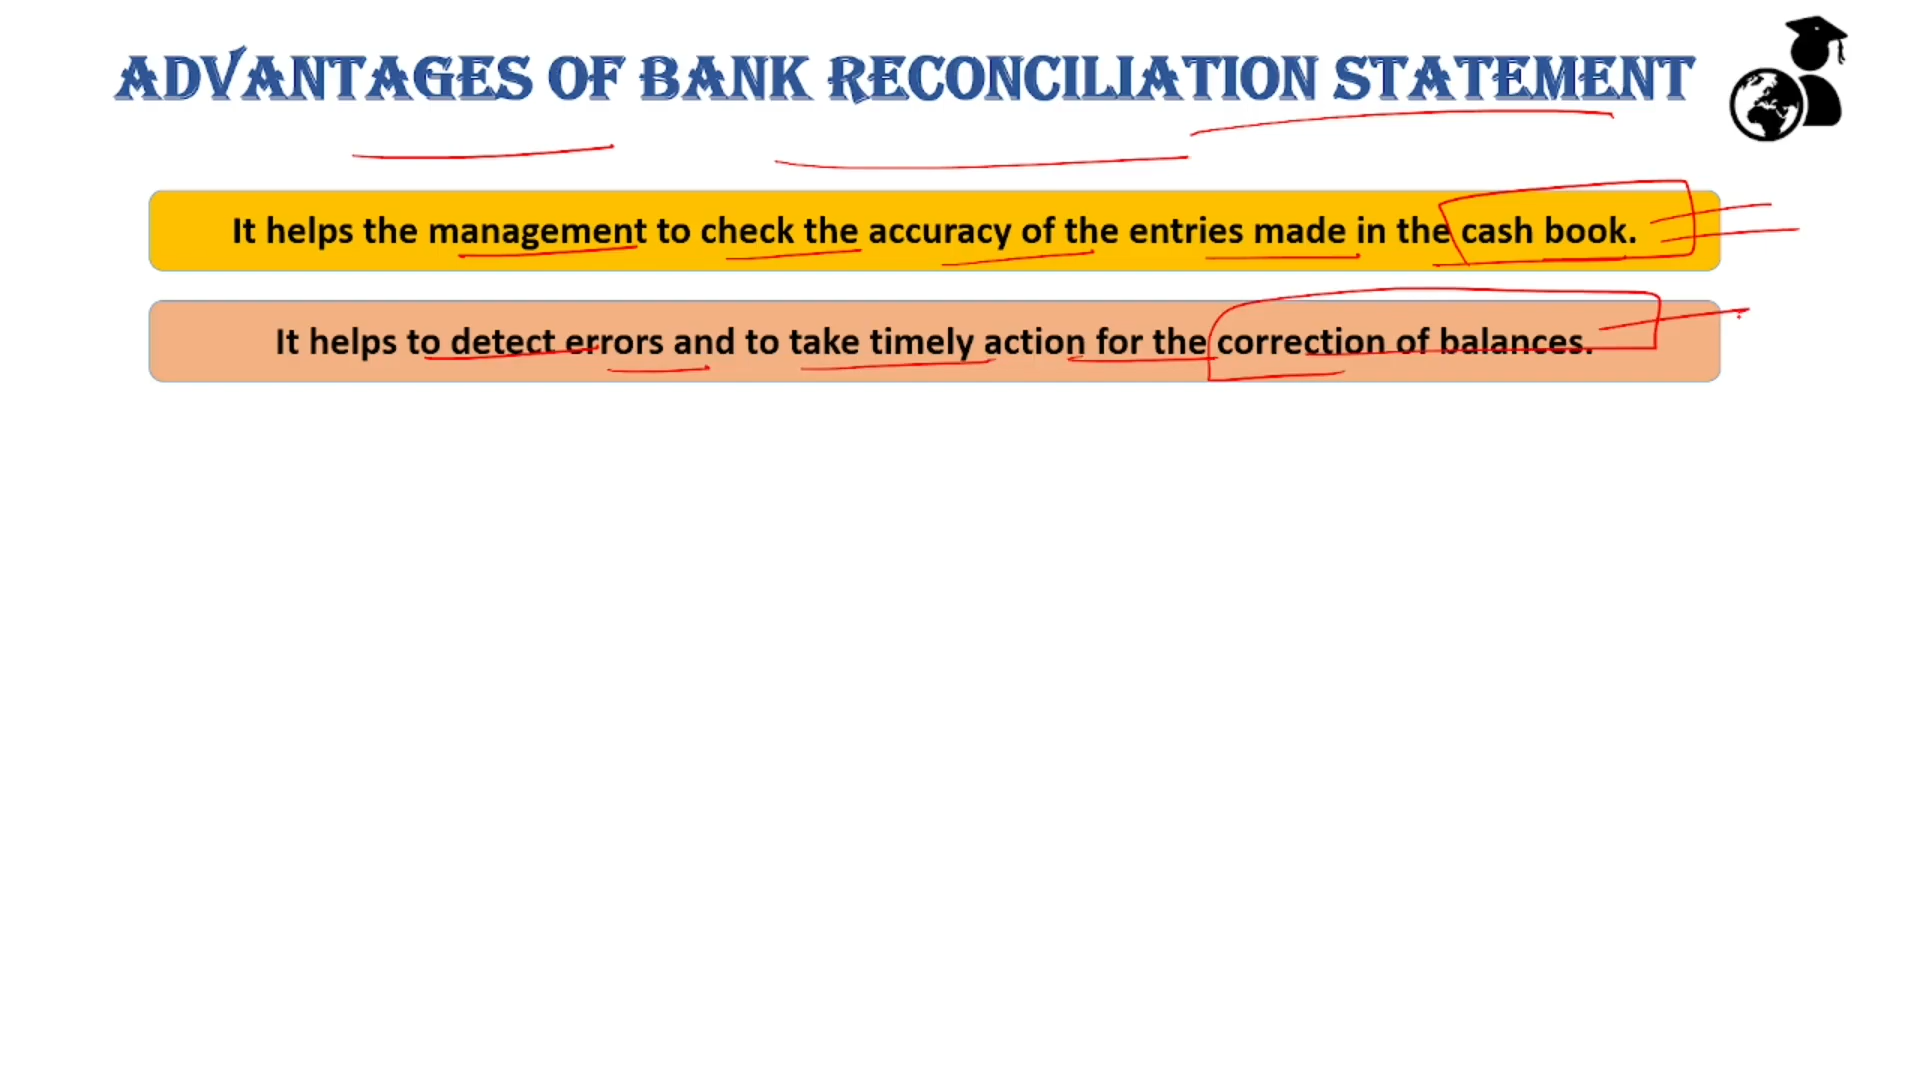 ADVANTAGES OF BANK RECONCILIATION STATEMENT
It helps the management to check the accuracy of the entries made in the cash book.
It helps to detect errors and to take timely action for the correction of balances.